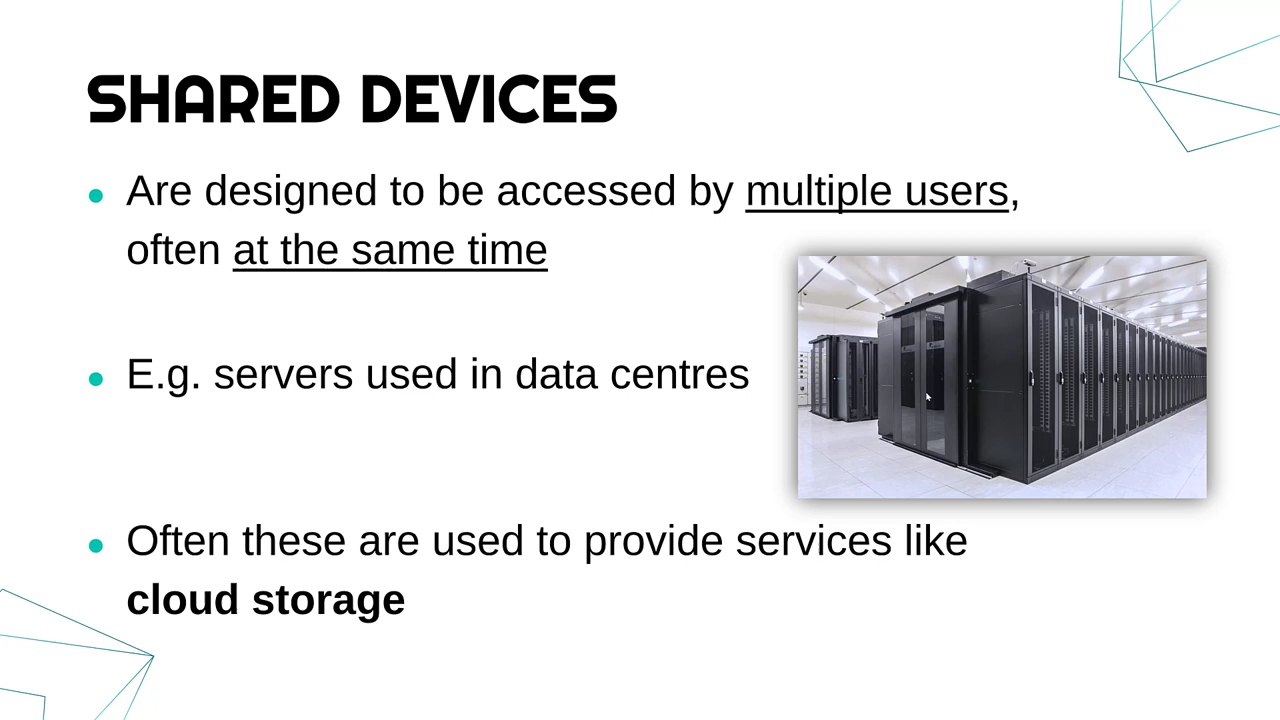 SHARED DEVICES
Are designed to be accessed by multiple users,
often at the same time
E.g. servers used in data centres
Often these are used to provide services like
cloud storage